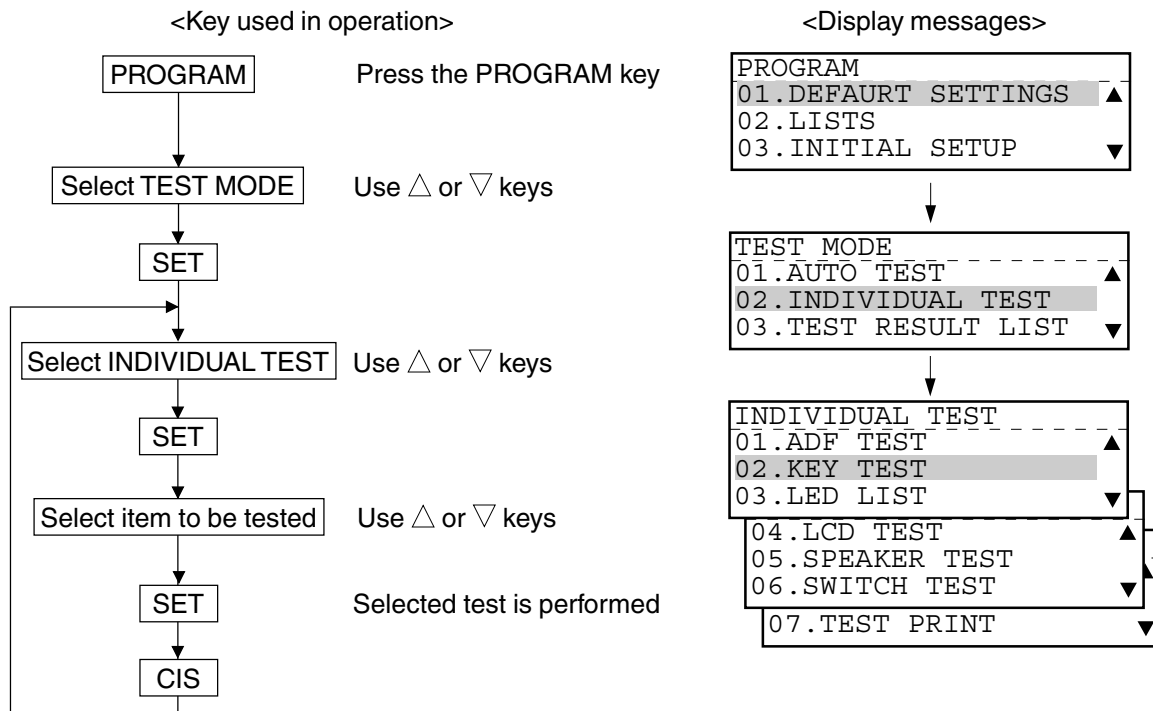 <Key used in operation>
PROGRAM
Press the PROGRAM key
Select TEST MODE
Use △ or ▽ keys
SET
Select INDIVIDUAL TEST
Use △ or ▽ keys
SET
Select item to be tested
Use △ or ▽ keys
SET
Selected test is performed
CIS
<Display messages>
PROGRAM
01.DEFAURT SETTINGS ▲
02.LISTS
03.INITIAL SETUP ▼
TEST MODE
01.AUTO TEST ▲
02.INDIVIDUAL TEST
03.TEST RESULT LIST ▼
INDIVIDUAL TEST
01.ADF TEST ▲
02.KEY TEST
03.LED LIST ▼
04.LCD TEST ▲
05.SPEAKER TEST
06.SWITCH TEST ▼
07.TEST PRINT ▼